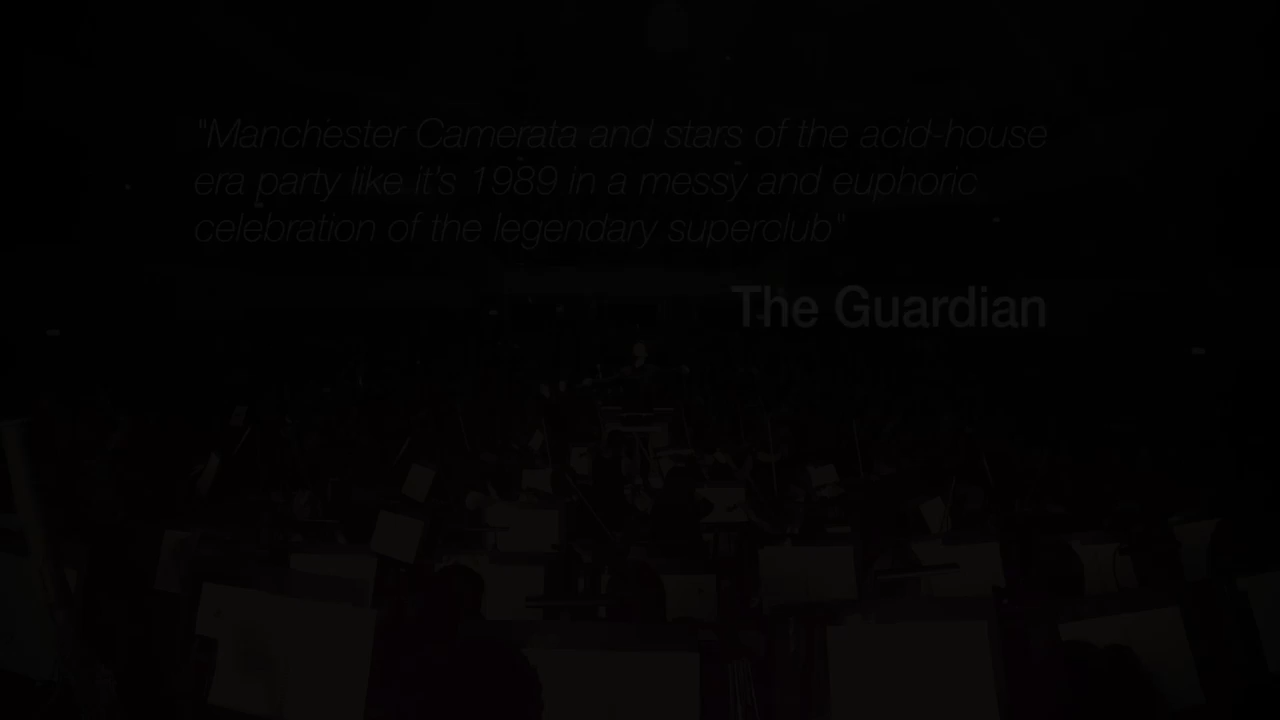 "Manchester Camerata and stars of the acid-house
era party like it's 1989 in a messy and euphoric
celebration of the legendary superclub"
The Guardian